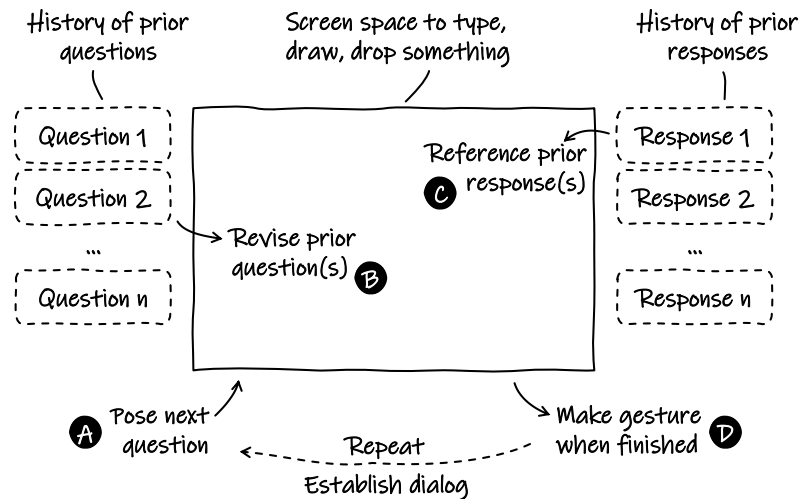 History of prior
questions
Screen space to type,
draw, drop something
History of prior
responses
Question 1
Question 2
...
Question n
Reference prior
response(s)
C
Revise prior
question(s)
B
Response 1
Response 2
...
Response n
A
Pose next
question
Make gesture
when finished
D
Repeat
Establish dialog